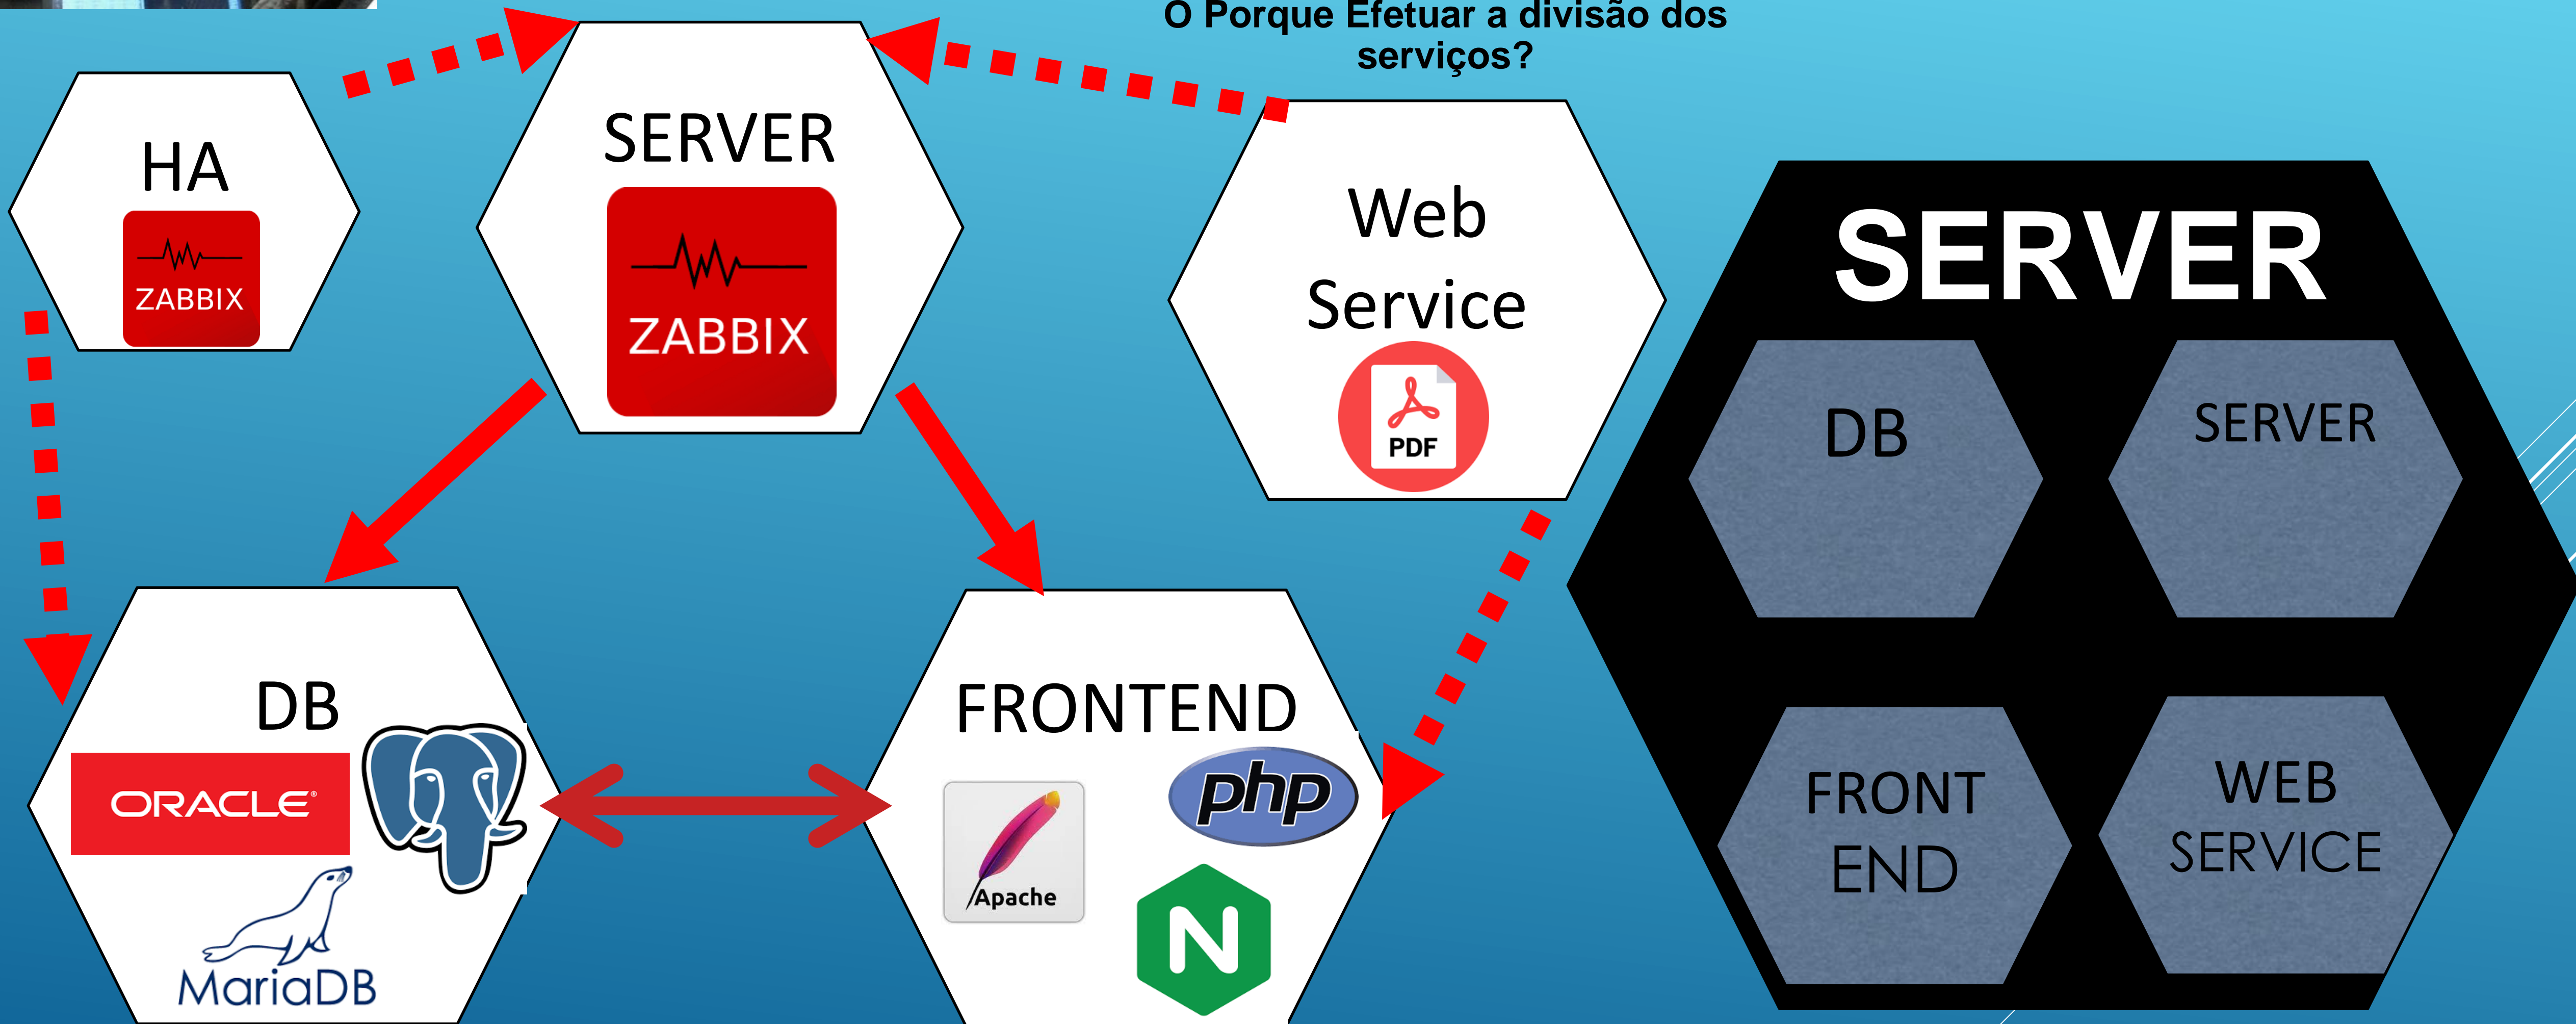 O Porque Efetuar a divisão dos
serviços?
HA
ZABBIX
SERVER
ZABBIX
Web
Service
PDF
DB
ORACLE®
MariaDB
FRONTEND
php
Apache
N
SERVER
DB
SERVER
FRONT
END
WEB
SERVICE